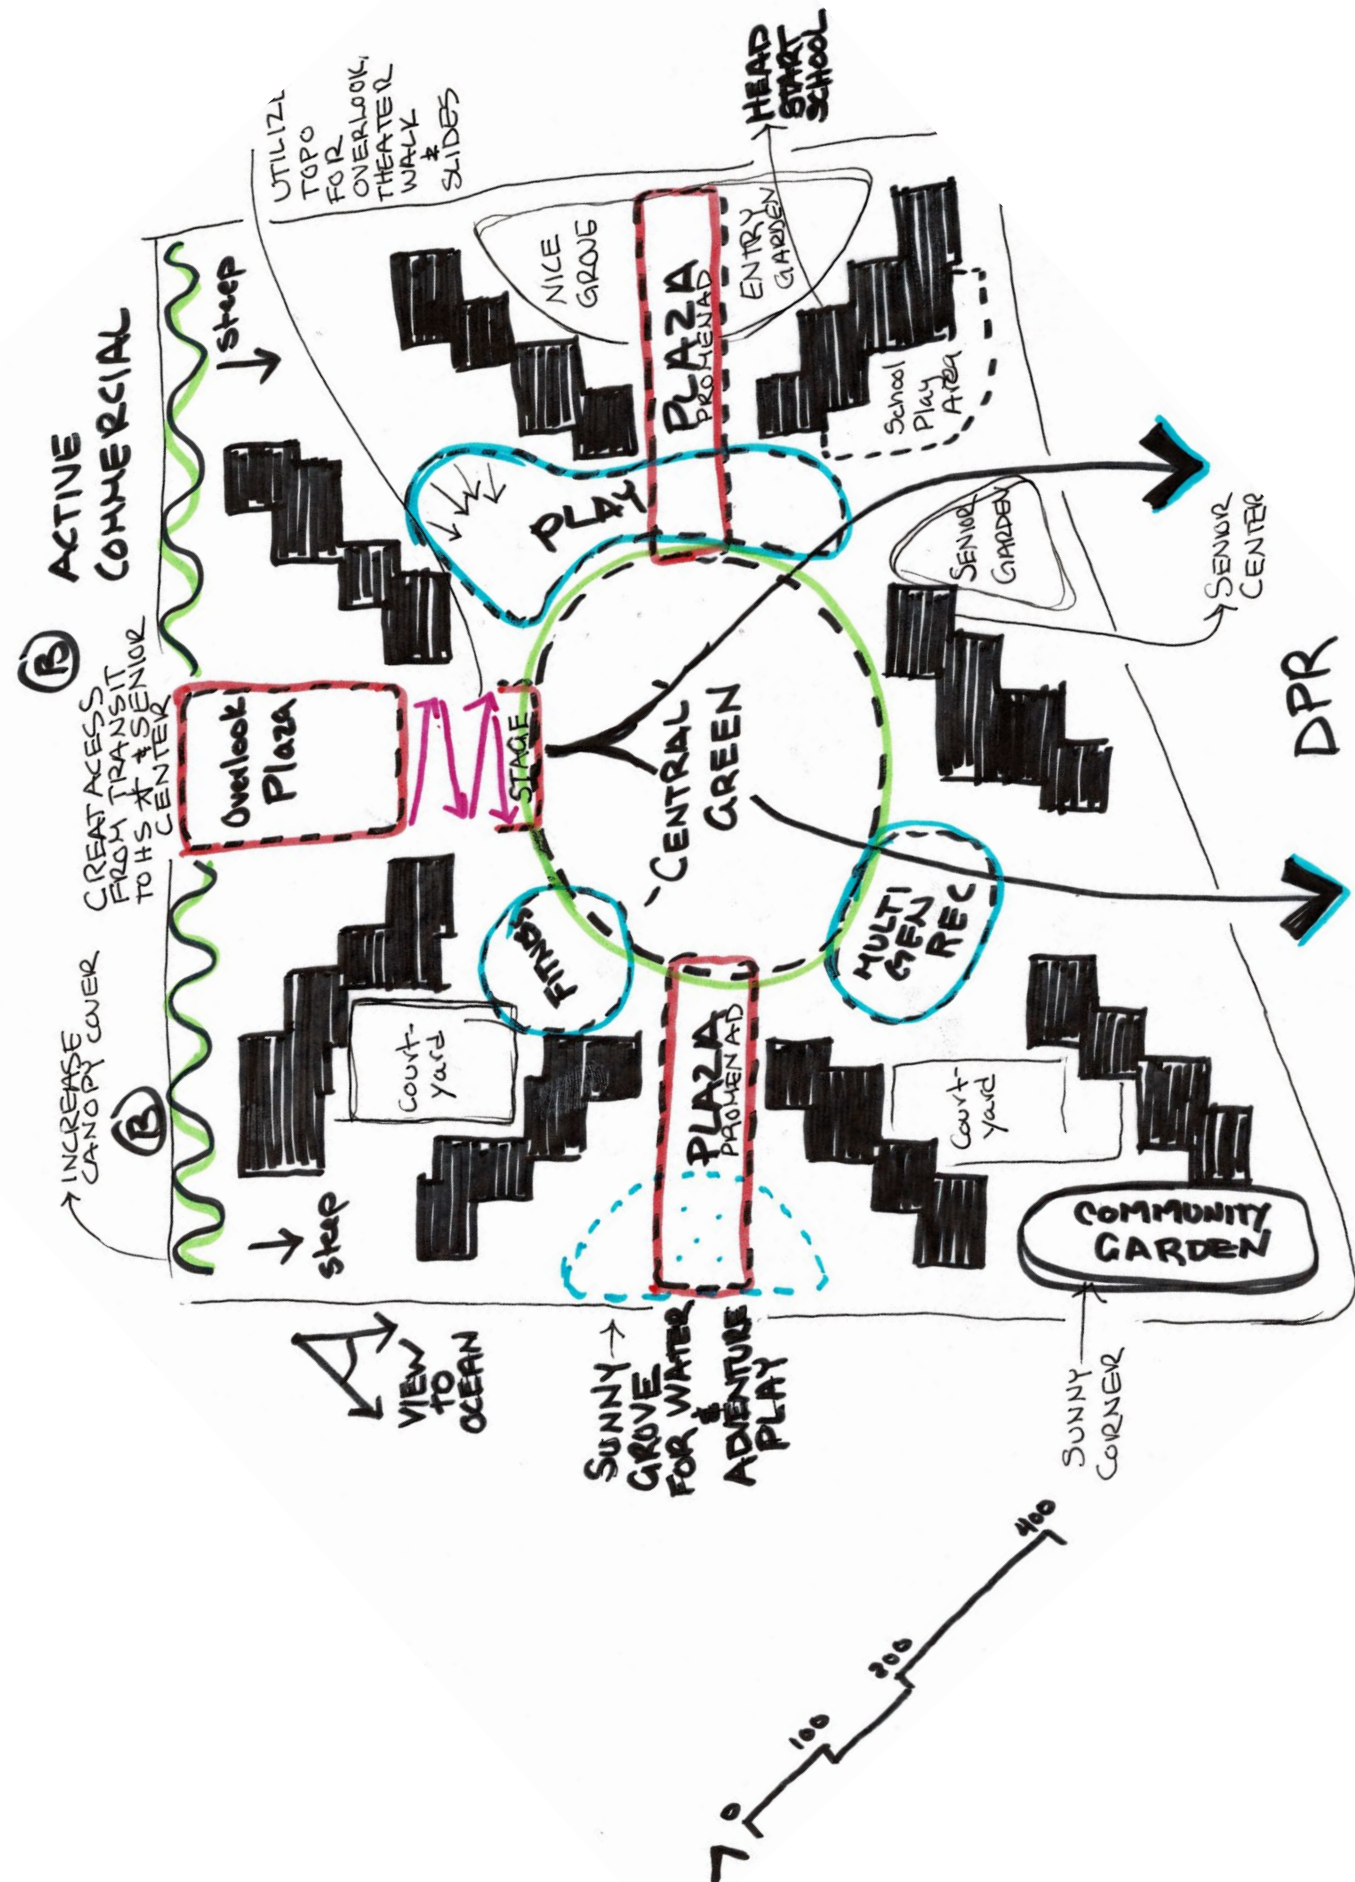 ACTIVE
COMMERCIAL
B
CREAT ACESS
FROM TRANSIT
TO HS * & SENIOR
CENTER
INCREASE
CANOPY COVER
B
steep
steep
TOPO
FOR
OVERLOOK,
THEATER
WALK
&
SLIDES
Overlook
Plaza
STAGE
PLAY
NICE
GROVE
PLAZA
PROMENAD
ENTRY
GARDEN
HEAD
START
SCHOOL
School
Play
Area
SENIOR
GARDEN
SENIOR
CENTER
CENTRAL
GREEN
FITNESS
MULTI
GEN
REC
PLAZA
PROMENAD
Court-
yard
Court-
yard
COMMUNITY
GARDEN
SUNNY
CORNER
SUNNY
GROVE
FOR WATER
&
ADVENTURE
PLAY
VIEW
TO
OCEAN
DPR
0
100
200
400